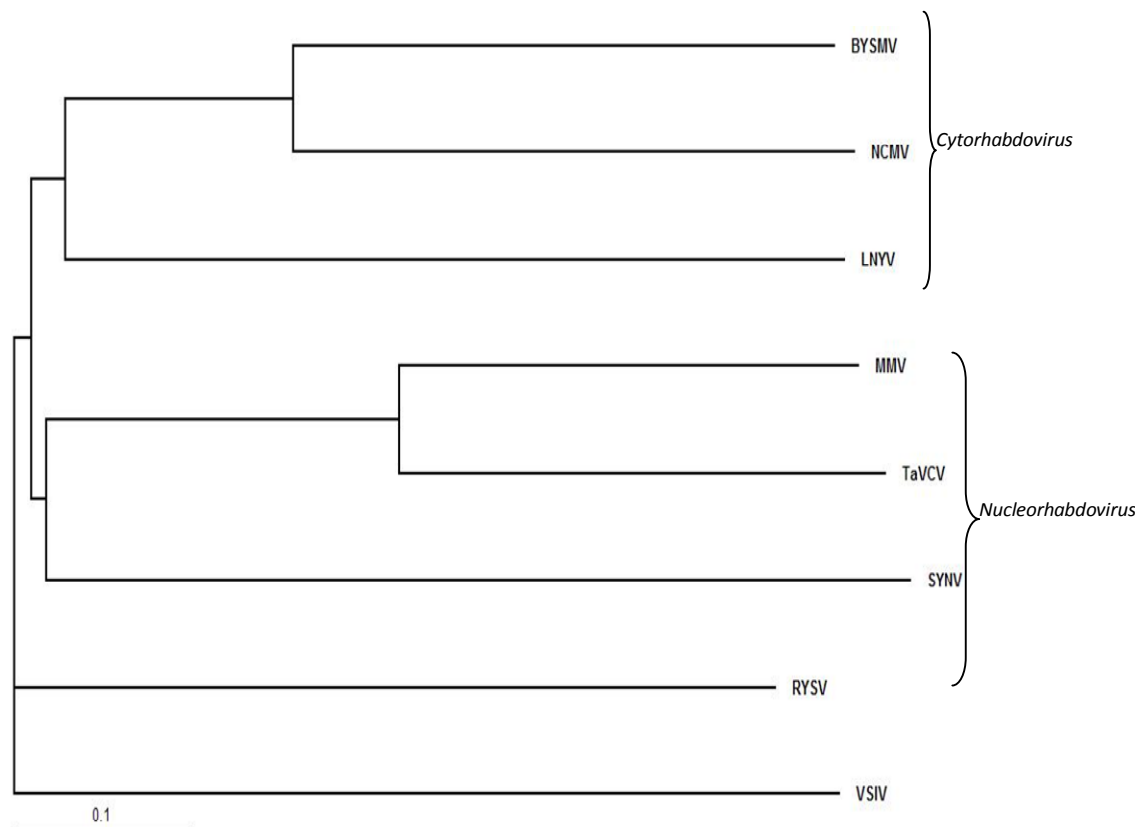 BYSMV
Cytorhabdovirus
NCMV
LNYV
MMV
TaVCV
Nucleorhabdovirus
SYNV
RYSV
VSIV
0.1